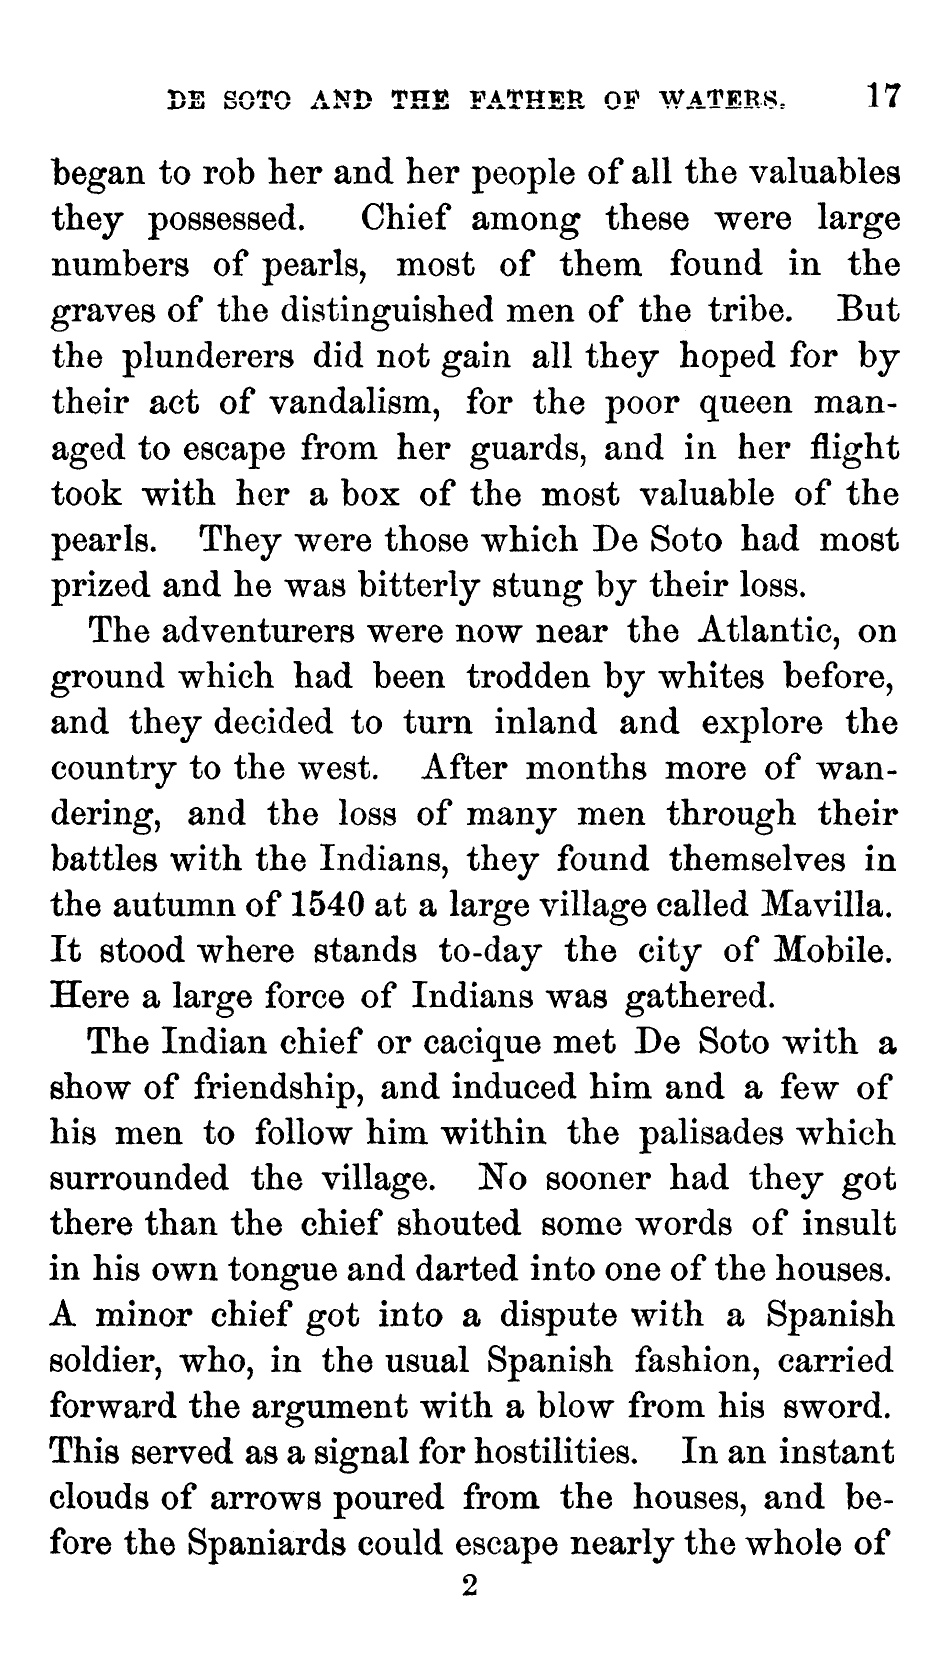 DE SOTO AND THE FATHER OF WATERS. 17
began to rob her and her people of all the valuables
they possessed. Chief among these were large
numbers of pearls, most of them found in the
graves of the distinguished men of the tribe. But
the plunderers did not gain all they hoped for by
their act of vandalism, for the poor queen man-
aged to escape from her guards, and in her flight
took with her a box of the most valuable of the
pearls. They were those which De Soto had most
prized and he was bitterly stung by their loss.
The adventurers were now near the Atlantic, on
ground which had been trodden by whites before,
and they decided to turn inland and explore the
country to the west. After months more of wan-
dering, and the loss of many men through their
battles with the Indians, they found themselves in
the autumn of 1540 at a large village called Mavilla.
It stood where stands to-day the city of Mobile.
Here a large force of Indians was gathered.
The Indian chief or cacique met De Soto with a
show of friendship, and induced him and a few of
his men to follow him within the palisades which
surrounded the village. No sooner had they got
there than the chief shouted some words of insult
in his own tongue and darted into one of the houses.
A minor chief got into a dispute with a Spanish
soldier, who, in the usual Spanish fashion, carried
forward the argument with a blow from his sword.
This served as a signal for hostilities. In an instant
clouds of arrows poured from the houses, and be-
fore the Spaniards could escape nearly the whole of
2